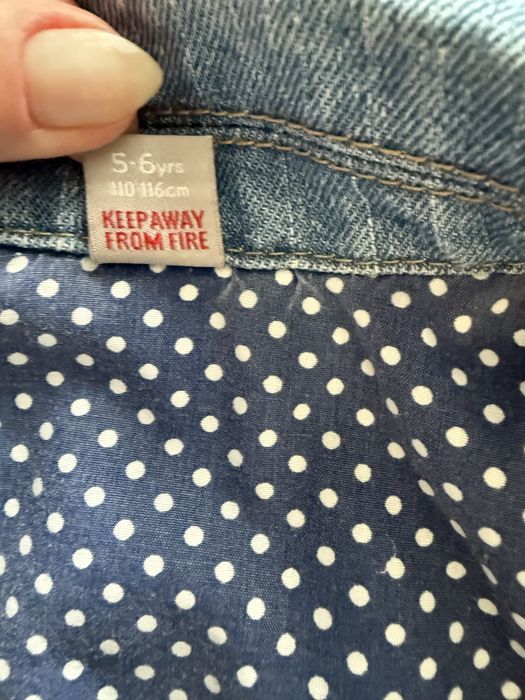 5-6yrs
110-116cm
KEEP AWAY
FROM FIRE